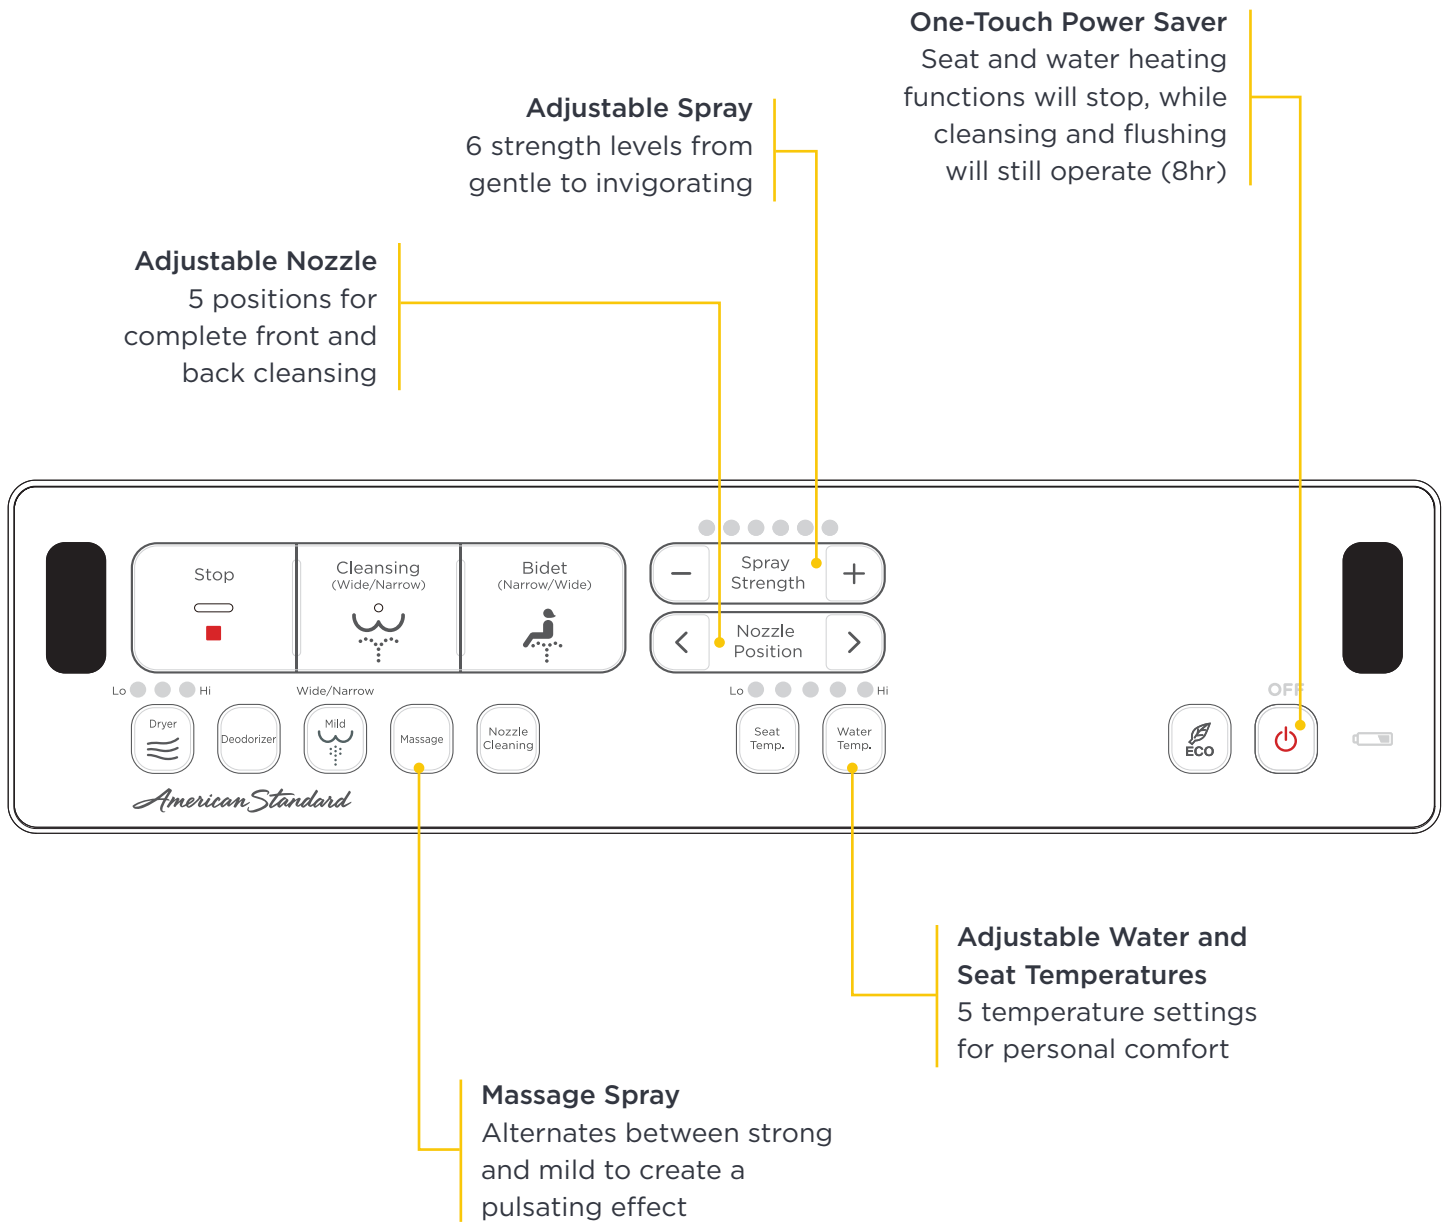 One-Touch Power Saver
Seat and water heating
functions will stop, while
cleansing and flushing
will still operate (8hr)
Adjustable Spray
6 strength levels from
gentle to invigorating
Adjustable Nozzle
5 positions for
complete front and
back cleansing
Stop
Cleansing
(Wide/Narrow)
Bidet
(Narrow/Wide)
Spray
Strength
Nozzle
Position
Lo Hi
Wide/Narrow
Lo Hi
OFF
Dryer
Deodorizer
Mild
Massage
Nozzle
Cleaning
Seat
Temp.
Water
Temp.
ECO
American Standard
Adjustable Water and
Seat Temperatures
5 temperature settings
for personal comfort
Massage Spray
Alternates between strong
and mild to create a
pulsating effect